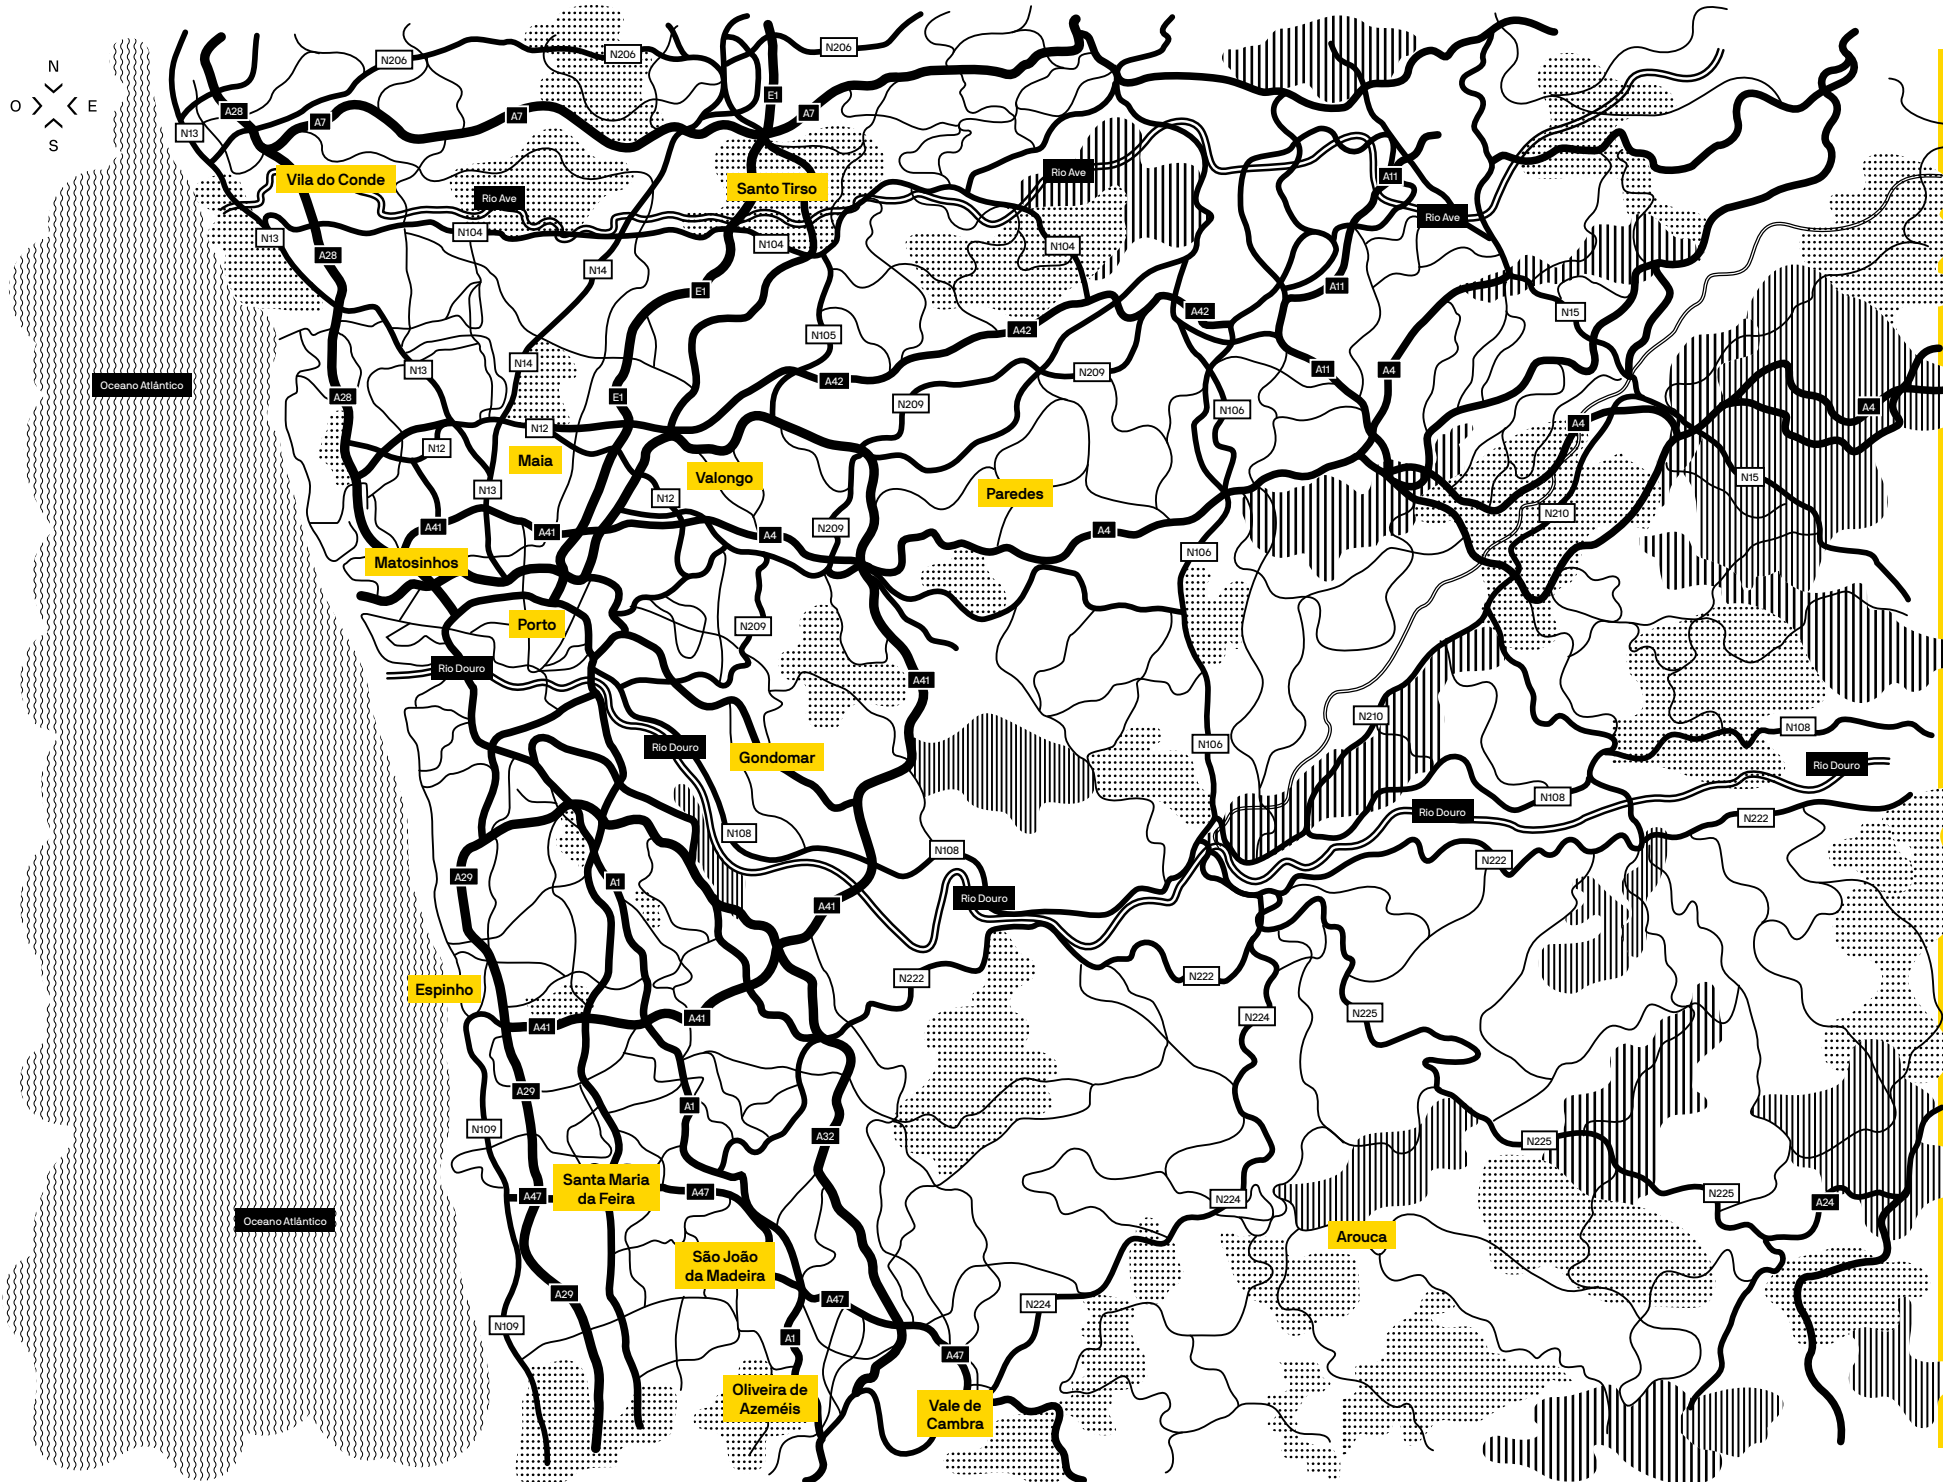 N206
N206
N206
N
O
E
S
E1
A28
A7
A7
A7
N13
Rio Ave
A11
Vila do Conde
Santo Tirso
Rio Ave
Rio Ave
N104
N13
N104
N104
A28
N14
E1
A11
A42
N15
A42
N105
N14
N13
A11
A4
N209
A42
Oceano Atlântico
A28
E1
N209
N106
A4
A4
N12
N12
Maia
Valongo
N15
N13
Paredes
N12
N210
A41
A41
N209
A4
A4
N106
Matosinhos
Porto
N209
Rio Douro
A41
N210
N108
Rio Douro
N106
Gondomar
Rio Douro
N108
Rio Douro
N222
N108
N108
N222
A29
A1
Rio Douro
A41
N222
N222
Espinho
N224
N225
A41
A41
A29
A1
N109
A32
N225
Santa Maria
da Feira
A47
A47
N224
N225
A24
Oceano Atlântico
Arouca
São João
da Madeira
A29
A47
N224
N109
A1
A47
Oliveira de
Azeméis
Vale de
Cambra